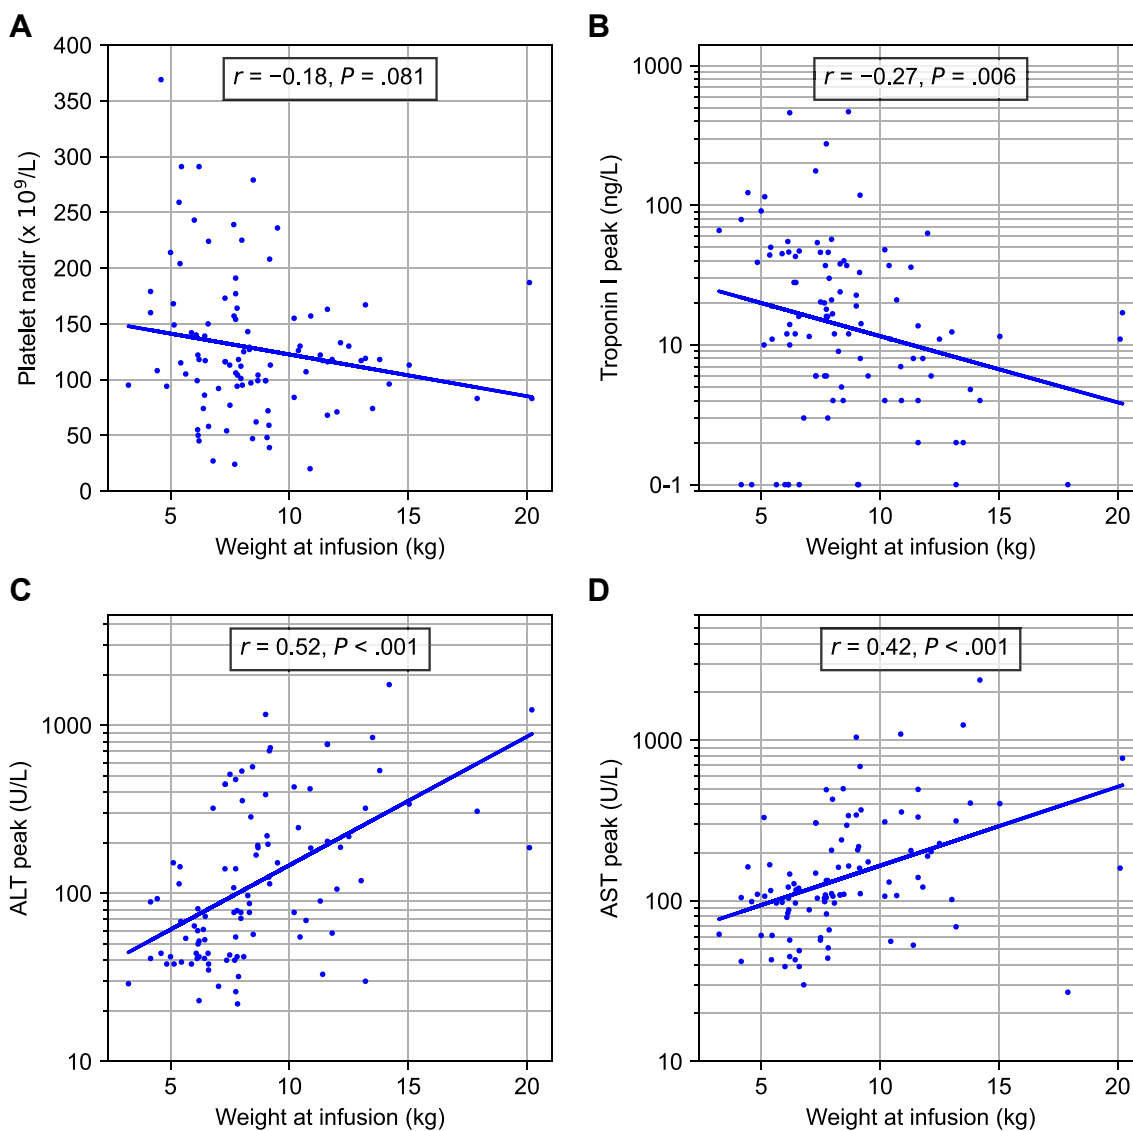 A
r = −0.18, P = .081
400
350
300
250
200
150
100
50
0
Platelet nadir (x 10⁹/L)
5
10
15
20
Weight at infusion (kg)
B
r = −0.27, P = .006
1000
100
10
0-1
Troponin I peak (ng/L)
5
10
15
20
Weight at infusion (kg)
C
r = 0.52, P < .001
1000
100
10
ALT peak (U/L)
5
10
15
20
Weight at infusion (kg)
D
r = 0.42, P < .001
1000
100
10
AST peak (U/L)
5
10
15
20
Weight at infusion (kg)